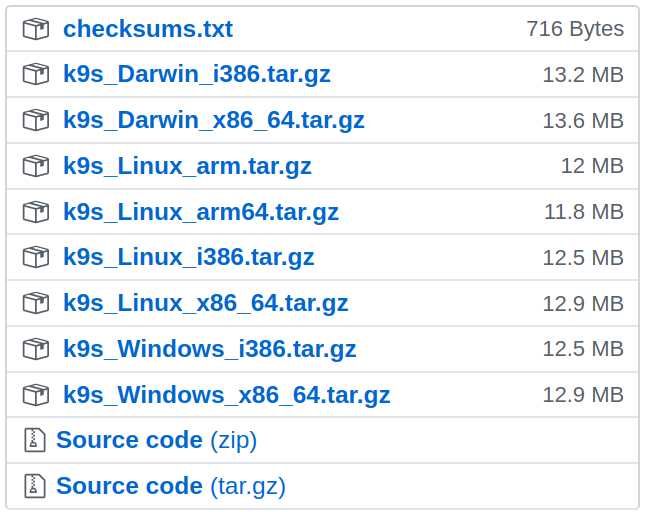 checksums.txt 716 Bytes
k9s_Darwin_i386.tar.gz 13.2 MB
k9s_Darwin_x86_64.tar.gz 13.6 MB
k9s_Linux_arm.tar.gz 12 MB
k9s_Linux_arm64.tar.gz 11.8 MB
k9s_Linux_i386.tar.gz 12.5 MB
k9s_Linux_x86_64.tar.gz 12.9 MB
k9s_Windows_i386.tar.gz 12.5 MB
k9s_Windows_x86_64.tar.gz 12.9 MB
Source code (zip)
Source code (tar.gz)